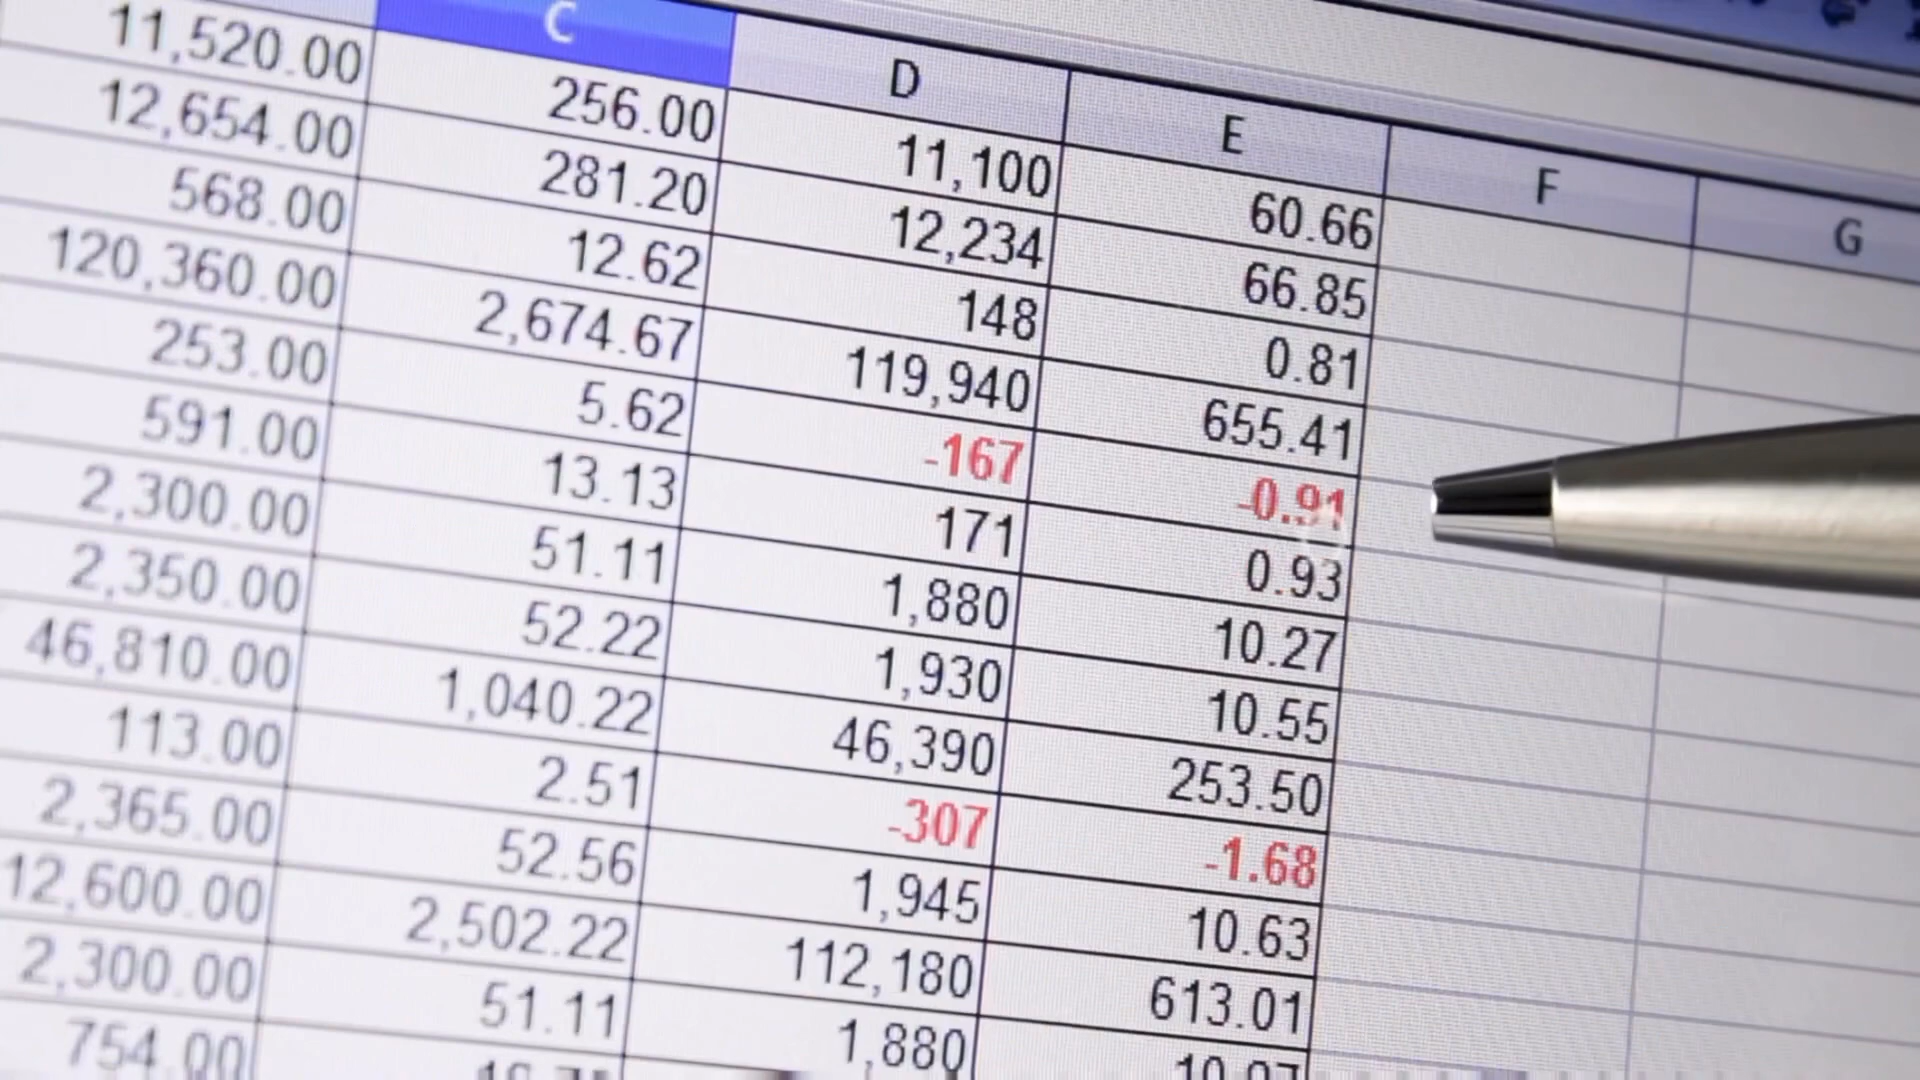 C D E F G
11,520.00 256.00 11,100 60.66
12,654.00 281.20 12,234 66.85
568.00 12.62 148 0.81
120,360.00 2,674.67 119,940 655.41
253.00 5.62 -167 -0.91
591.00 13.13 171 0.93
2,300.00 51.11 1,880 10.27
2,350.00 52.22 1,930 10.55
46,810.00 1,040.22 46,390 253.50
113.00 2.51 -307 -1.68
2,365.00 52.56 1,945 10.63
12,600.00 2,502.22 112,180 613.01
2,300.00 51.11 1,880
754.00